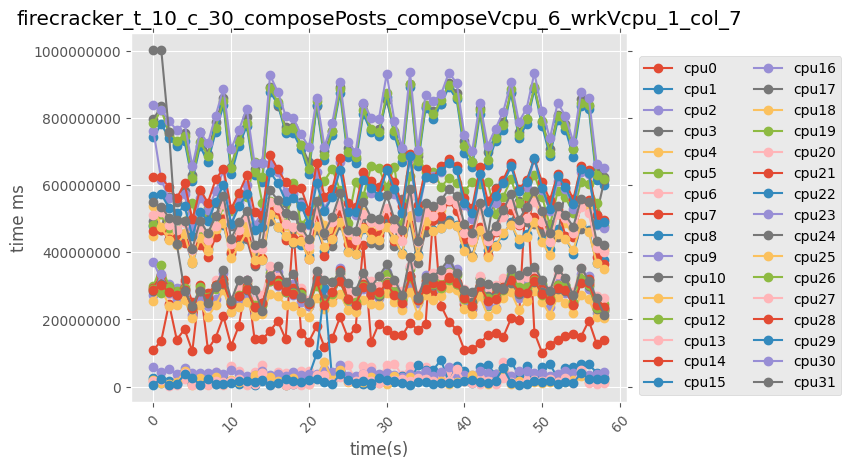 firecracker_t_10_c_30_composePosts_composeVcpu_6_wrkVcpu_1_col_7
1000000000
800000000
600000000
400000000
200000000
0
time ms
0
10
20
30
40
50
60
time(s)
cpu0
cpu1
cpu2
cpu3
cpu4
cpu5
cpu6
cpu7
cpu8
cpu9
cpu10
cpu11
cpu12
cpu13
cpu14
cpu15
cpu16
cpu17
cpu18
cpu19
cpu20
cpu21
cpu22
cpu23
cpu24
cpu25
cpu26
cpu27
cpu28
cpu29
cpu30
cpu31